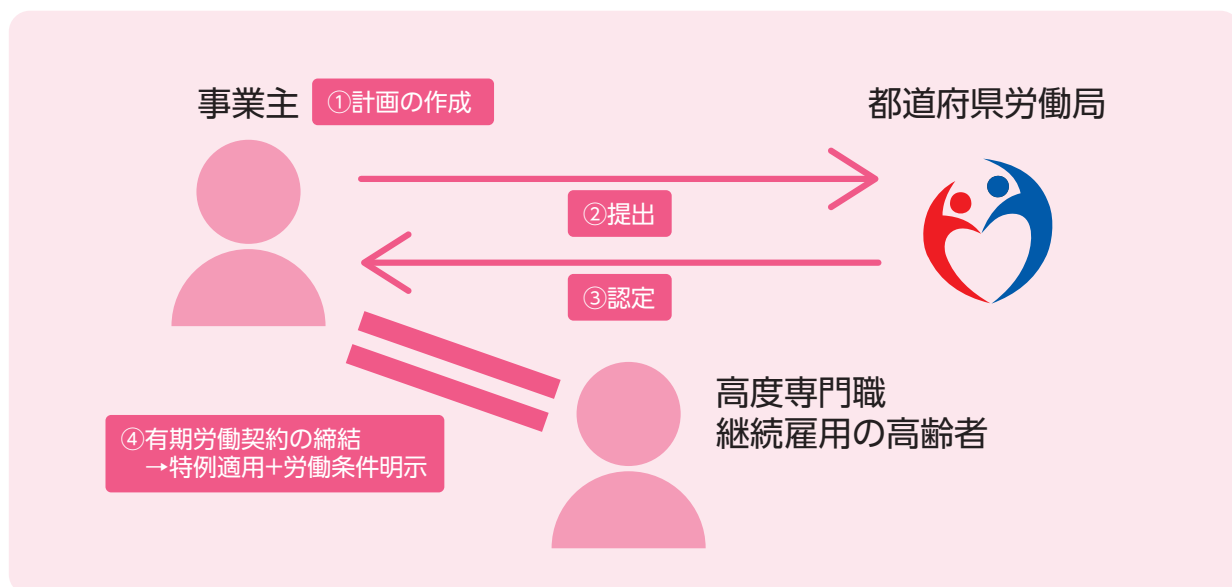 事業主
①計画の作成
都道府県労働局
②提出
③認定
高度専門職
継続雇用の高齢者
④有期労働契約の締結
→特例適用+労働条件明示